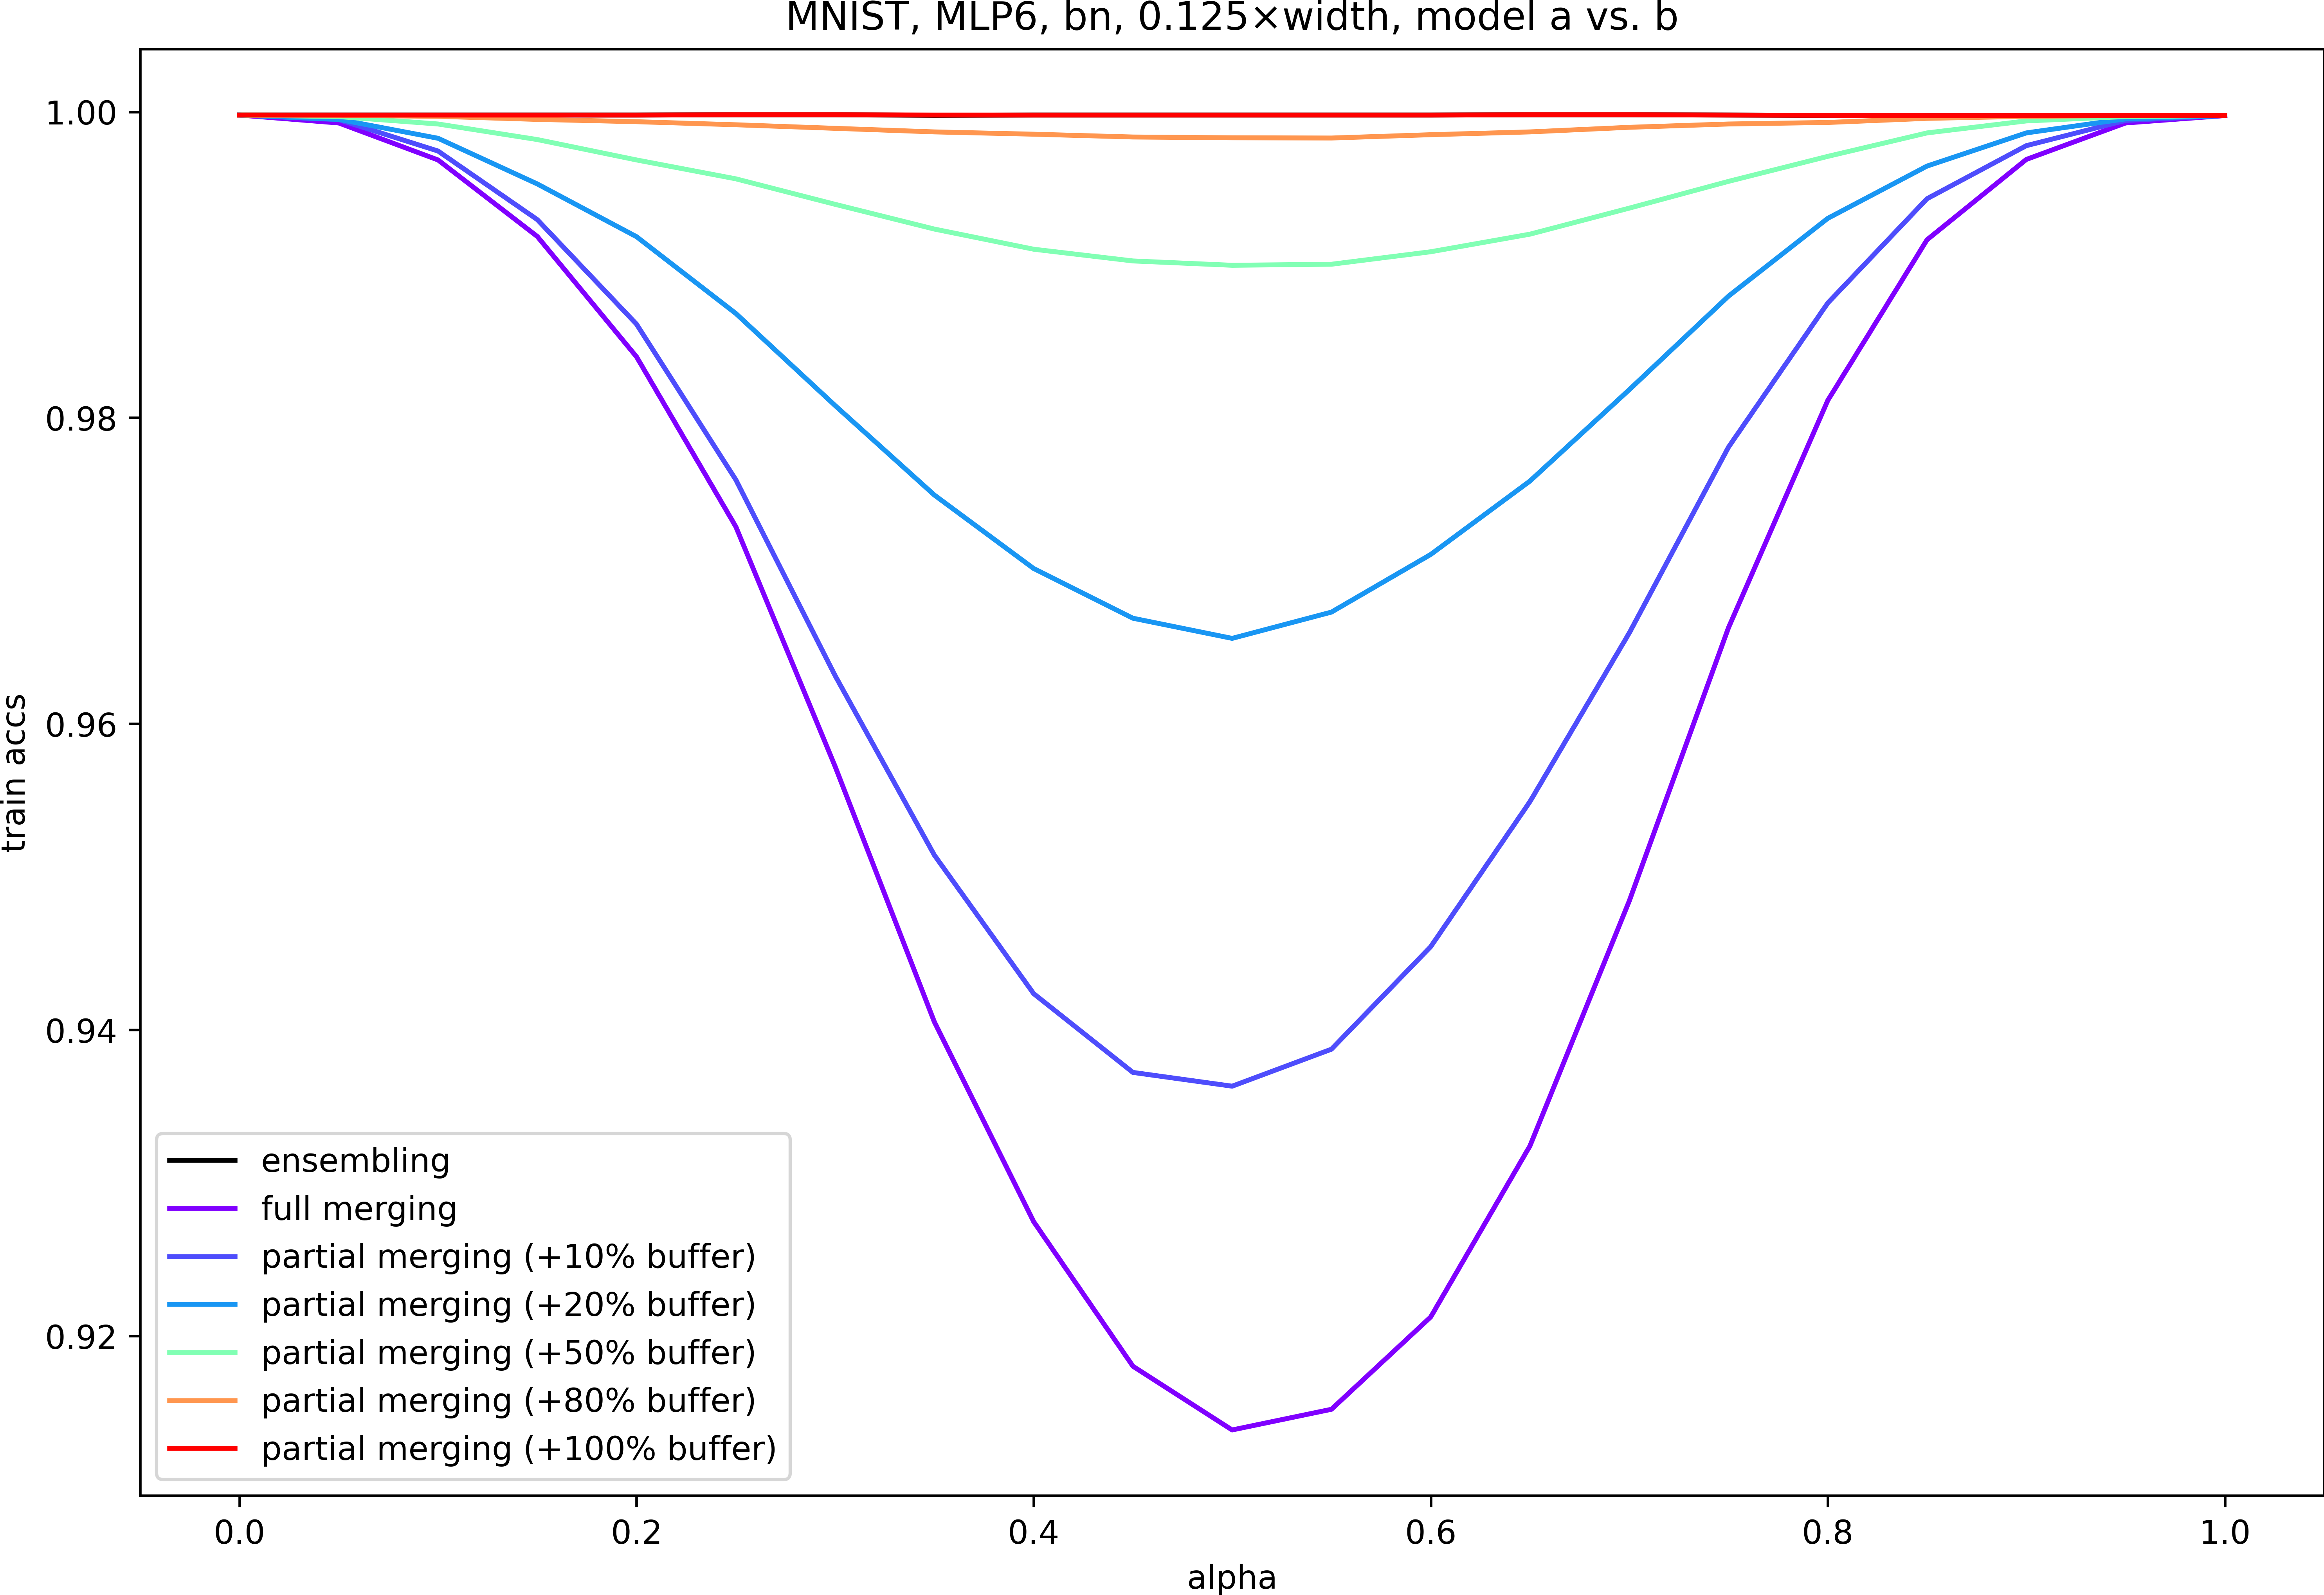 MNIST, MLP6, bn, 0.125×width, model a vs. b
1.00
0.98
0.96
0.94
0.92
train accs
ensembling
full merging
partial merging (+10% buffer)
partial merging (+20% buffer)
partial merging (+50% buffer)
partial merging (+80% buffer)
partial merging (+100% buffer)
0.0 0.2 0.4 0.6 0.8 1.0
alpha